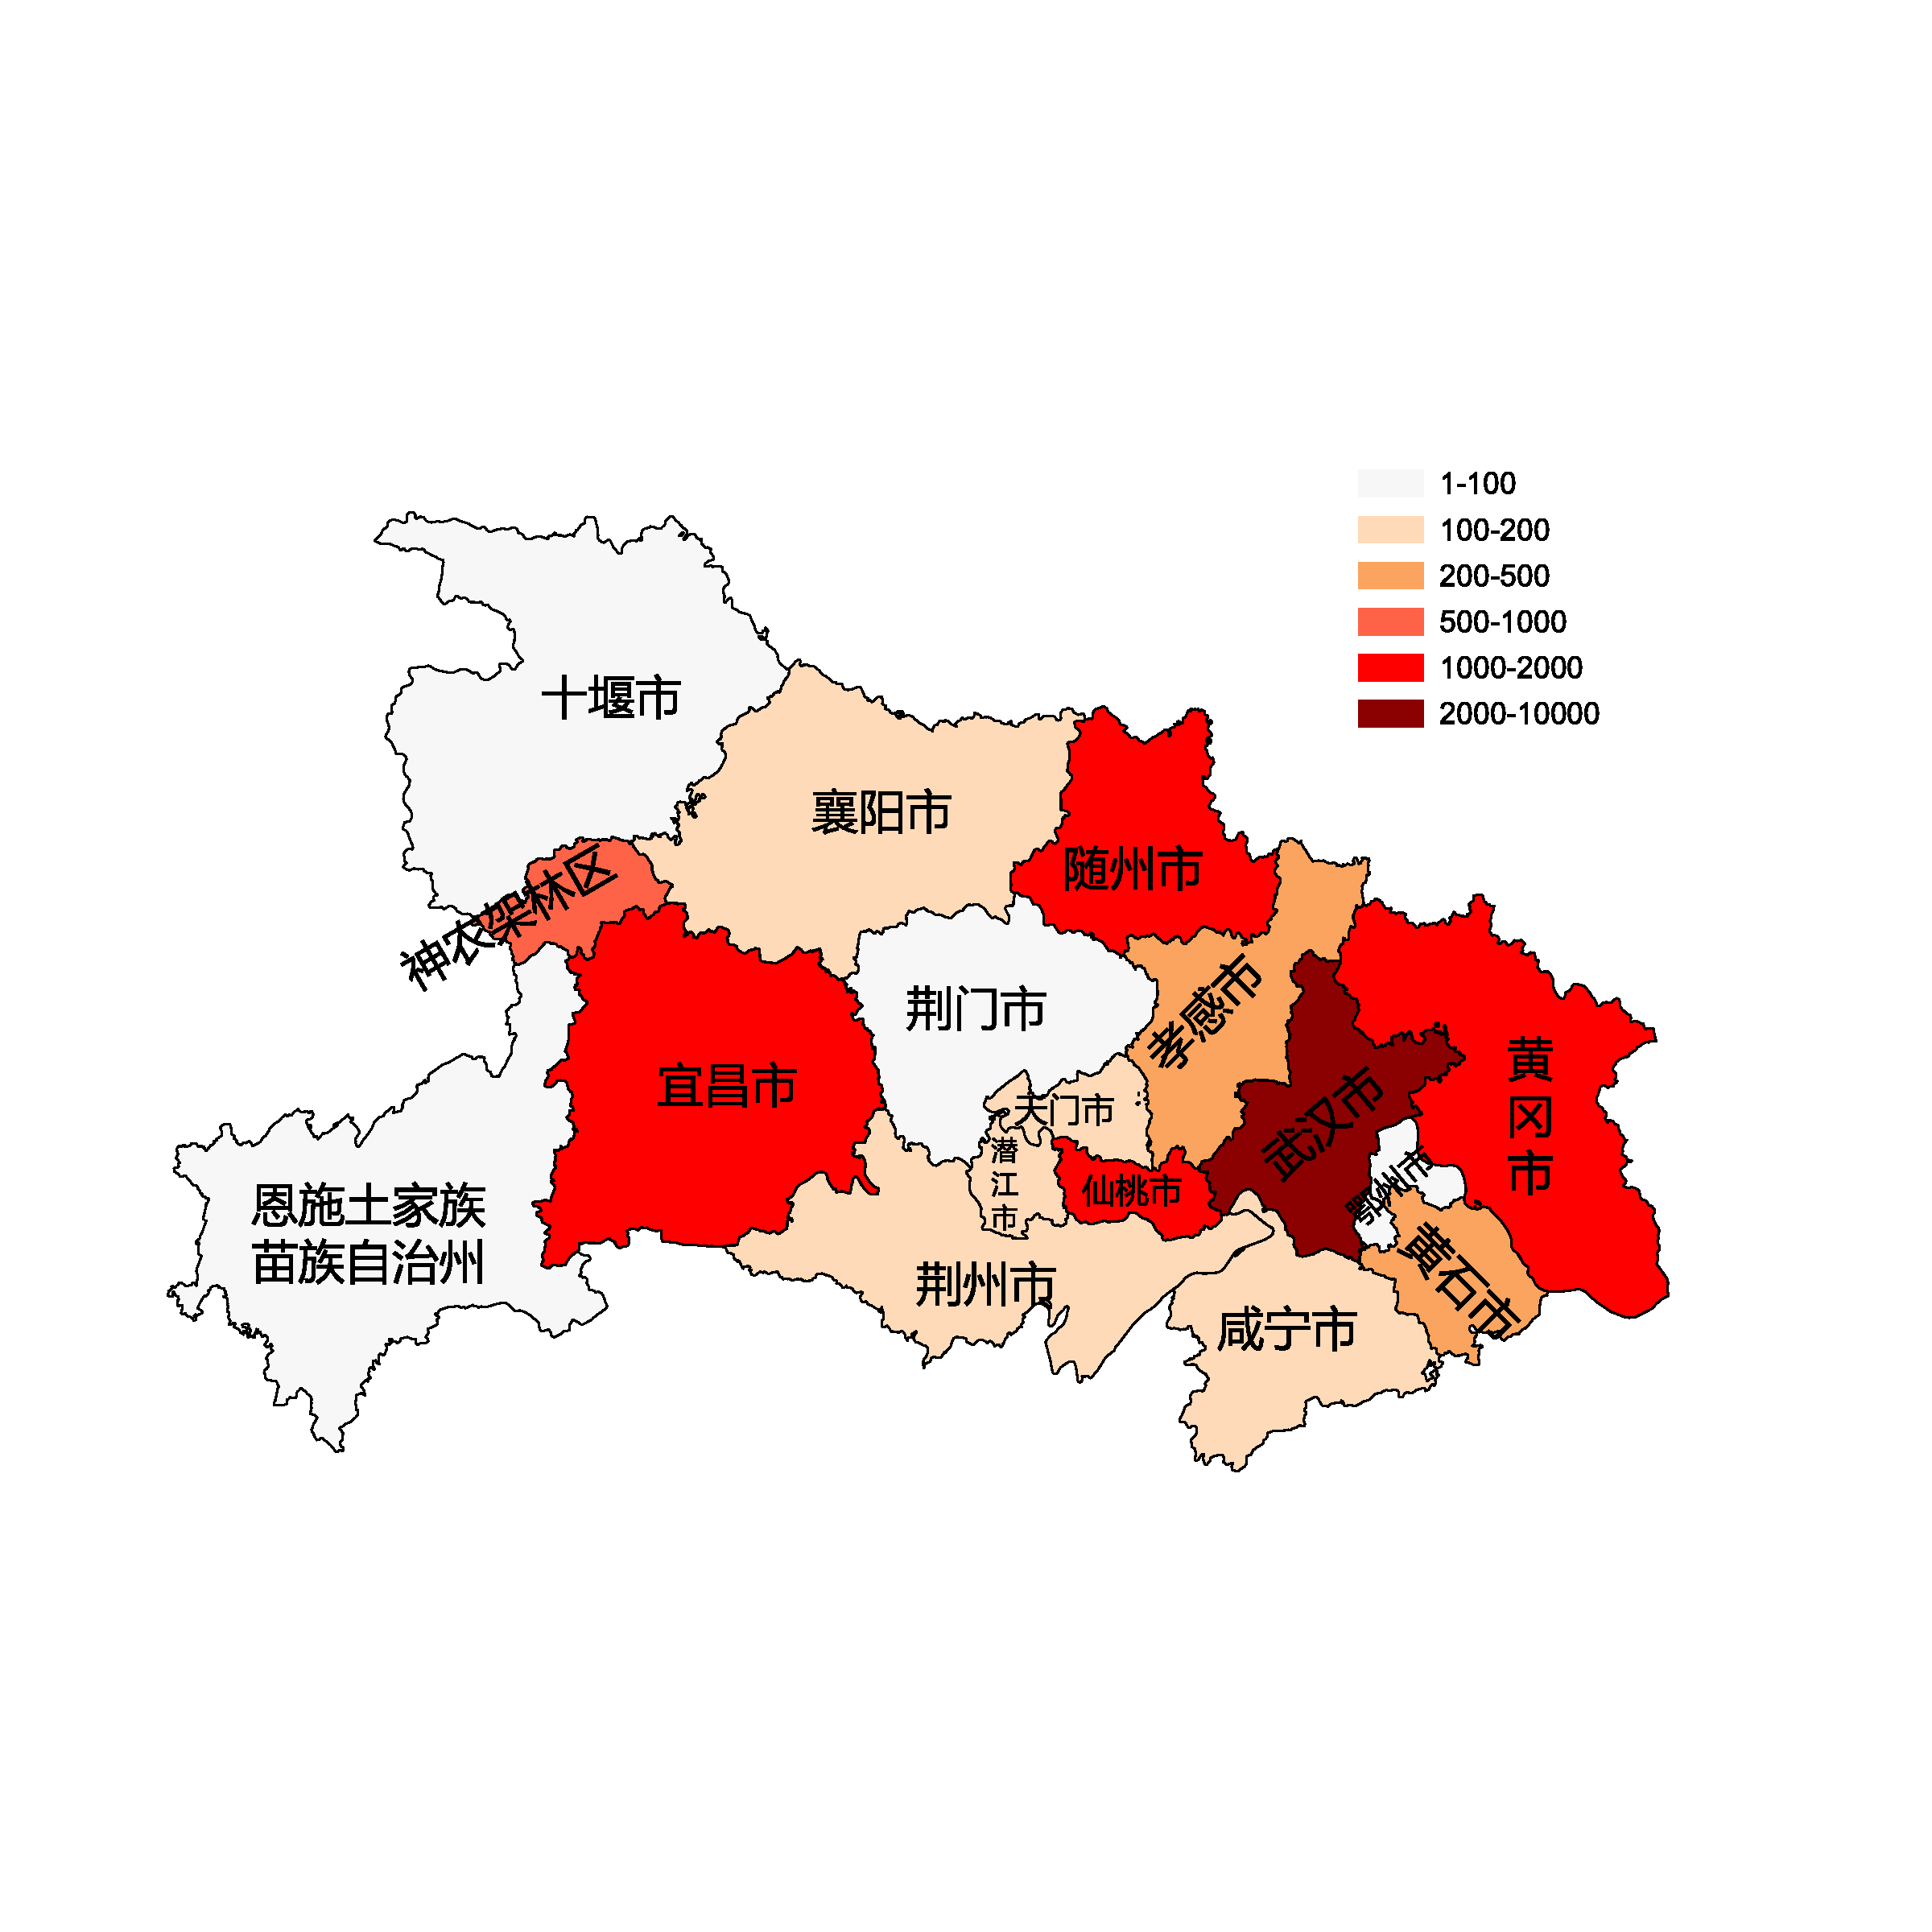 1-100
100-200
200-500
500-1000
1000-2000
2000-10000
十堰市
襄阳市
随州市
神农架林区
荆门市
孝感市
宜昌市
天门市
武汉市
黄
冈
市
潜
江
市
仙桃市
鄂州市
恩施土家族
苗族自治州
荆州市
黄石市
咸宁市